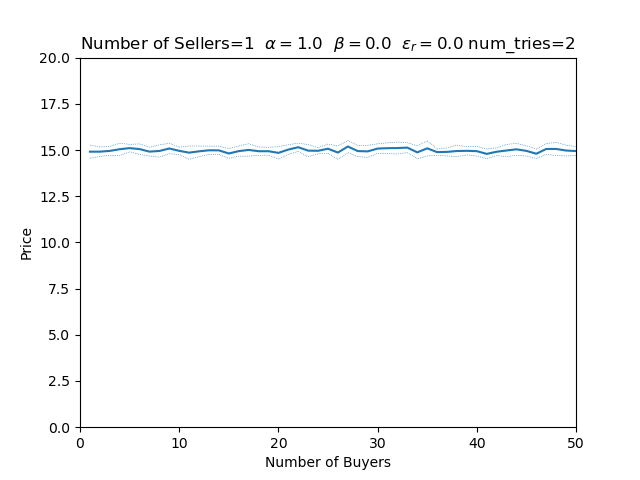 Number of Sellers=1 α = 1.0 β = 0.0 εr = 0.0 num_tries=2
20.0
17.5
15.0
12.5
10.0
7.5
5.0
2.5
0.0
Price
0 10 20 30 40 50
Number of Buyers